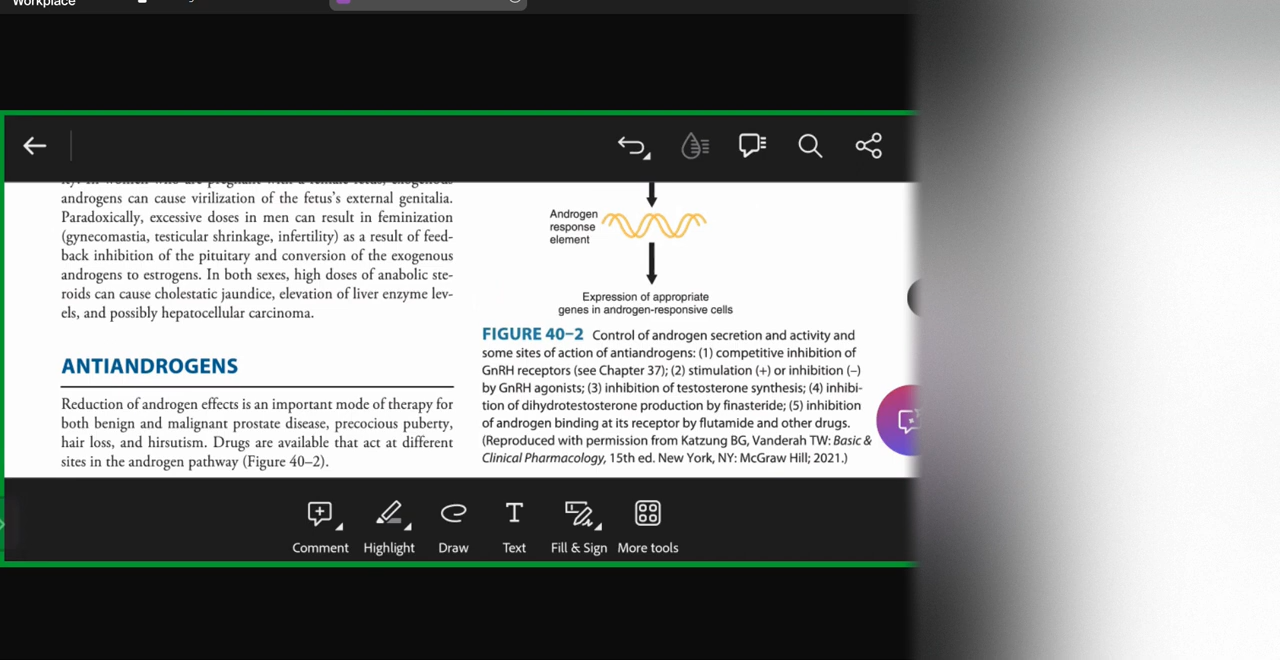 Workplace
androgens can cause virilization of the fetus's external genitalia.
Paradoxically, excessive doses in men can result in feminization
(gynecomastia, testicular shrinkage, infertility) as a result of feed-
back inhibition of the pituitary and conversion of the exogenous
androgens to estrogens. In both sexes, high doses of anabolic ste-
roids can cause cholestatic jaundice, elevation of liver enzyme lev-
els, and possibly hepatocellular carcinoma.
ANTIANDROGENS
Reduction of androgen effects is an important mode of therapy for
both benign and malignant prostate disease, precocious puberty,
hair loss, and hirsutism. Drugs are available that act at different
sites in the androgen pathway (Figure 40–2).
Androgen
response
element
Expression of appropriate
genes in androgen-responsive cells
FIGURE 40–2 Control of androgen secretion and activity and
some sites of action of antiandrogens: (1) competitive inhibition of
GnRH receptors (see Chapter 37); (2) stimulation (+) or inhibition (–)
by GnRH agonists; (3) inhibition of testosterone synthesis; (4) inhibi-
tion of dihydrotestosterone production by finasteride; (5) inhibition
of androgen binding at its receptor by flutamide and other drugs.
(Reproduced with permission from Katzung BG, Vanderah TW: Basic &
Clinical Pharmacology, 15th ed. New York, NY: McGraw Hill; 2021.)
Comment
Highlight
Draw
Text
Fill & Sign
More tools